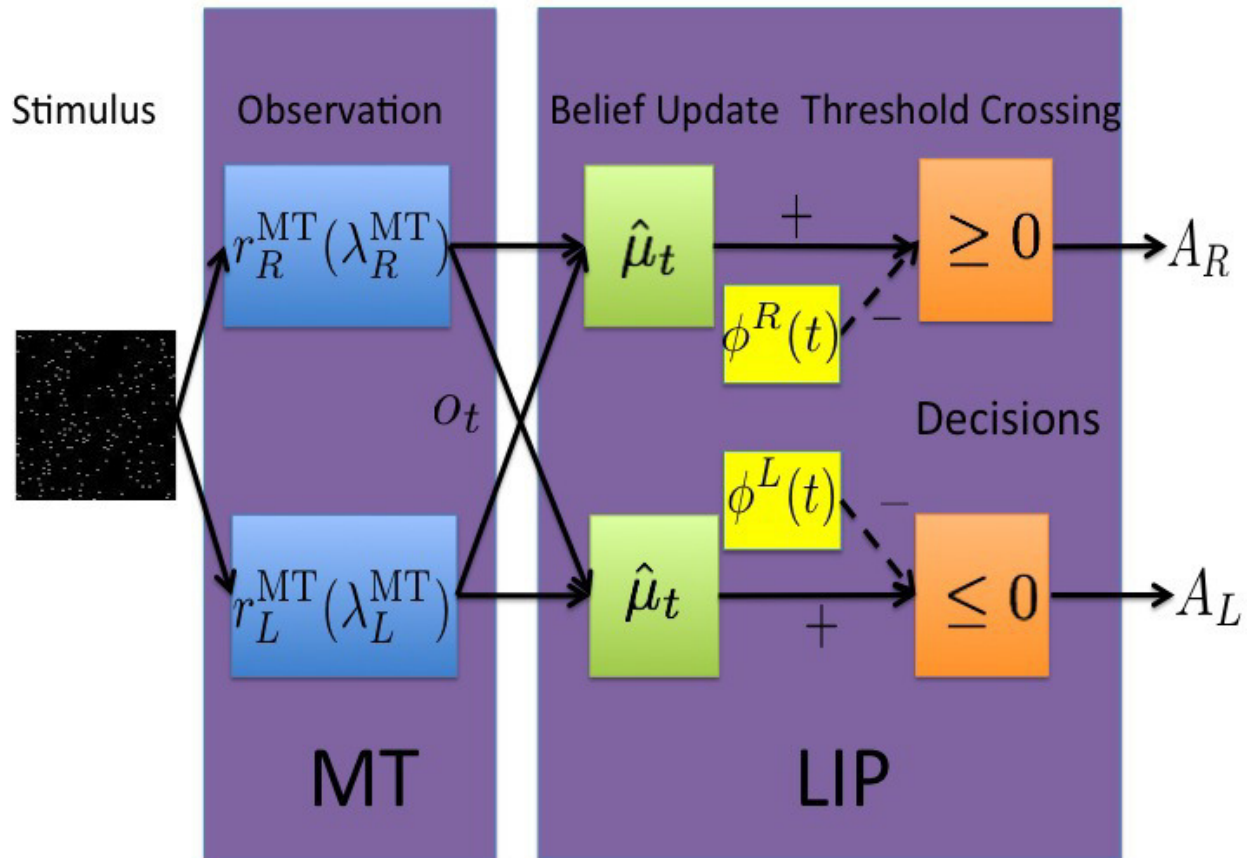 Stimulus
Observation
Belief Update
Threshold Crossing
r_R^MT(λ_R^MT)
μ̂_t
+
≥ 0
A_R
ϕ^R(t)
−
o_t
Decisions
ϕ^L(t)
−
r_L^MT(λ_L^MT)
μ̂_t
+
≤ 0
A_L
MT
LIP